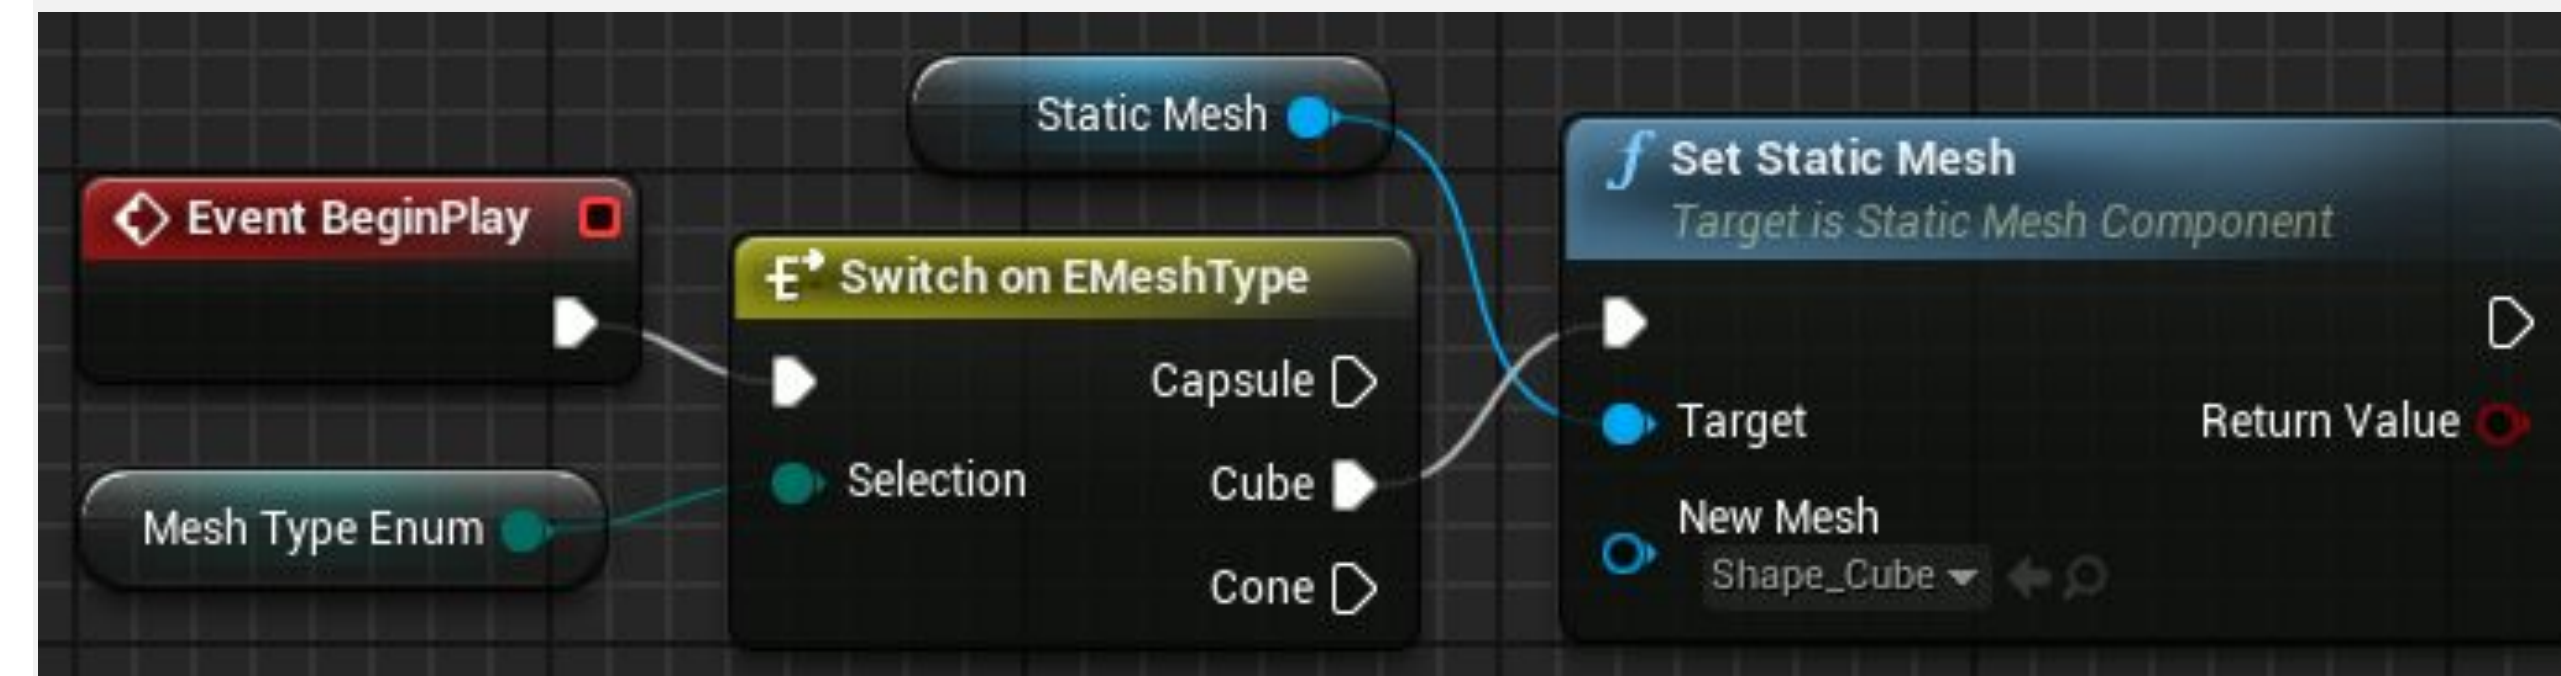 Static Mesh
Event BeginPlay
Mesh Type Enum
Switch on EMeshType
Capsule
Selection
Cube
Cone
Set Static Mesh
Target is Static Mesh Component
Target
Return Value
New Mesh
Shape_Cube